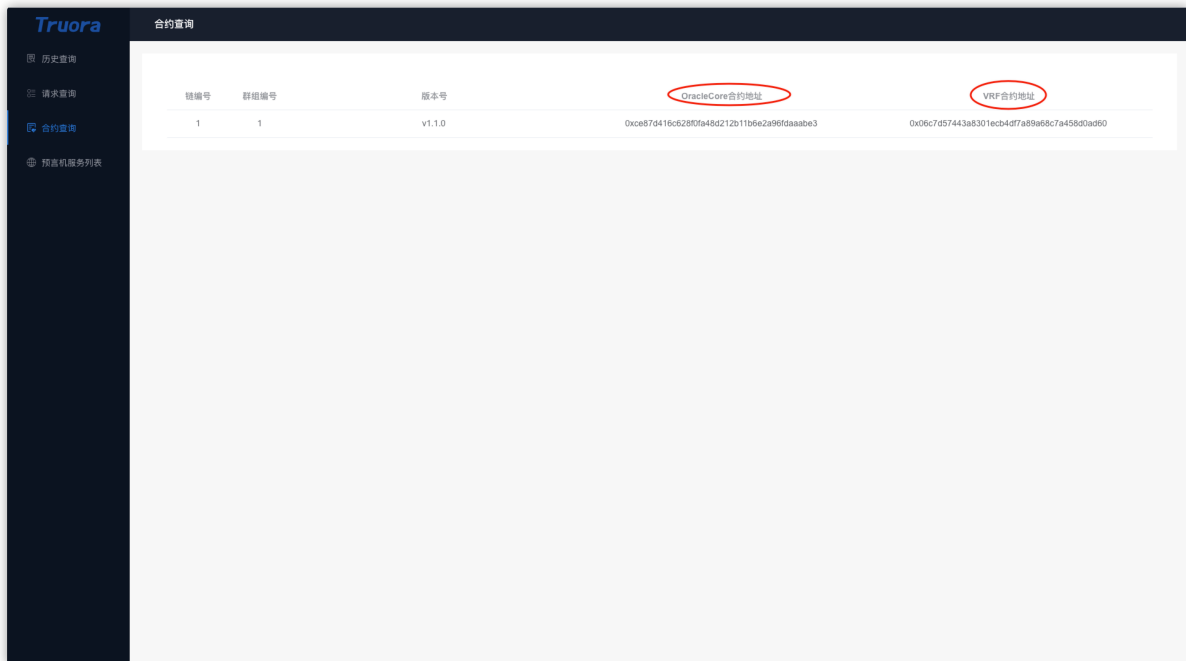 Truora
合约查询
历史查询
请求查询
合约查询
预言机服务列表
链编号 群组编号 版本号 OracleCore合约地址 VRF合约地址
1 1 v1.1.0 0xce87d416c628f0fa48d212b11b6e2a96fdaaabe3 0x06c7d57443a8301ecb4df7a89a68c7a458d0ad60